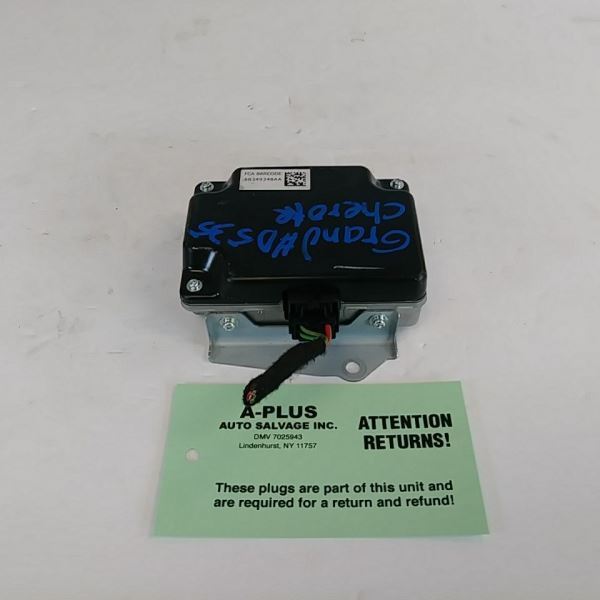 FCA BARCODE
68349348AA
Grand #DS35
Cherokee
A-PLUS
AUTO SALVAGE INC.
DMV 7025943
Lindenhurst, NY 11757
ATTENTION
RETURNS!
These plugs are part of this unit and
are required for a return and refund!